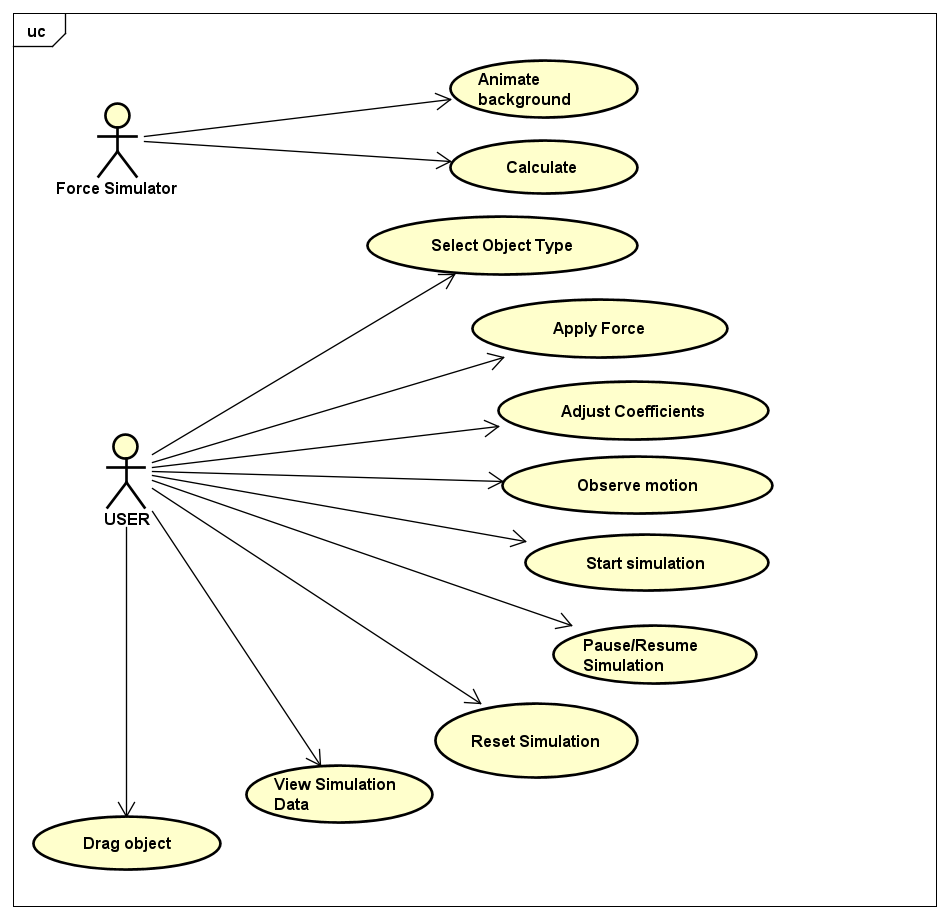 uc
Animate
background
Calculate
Force Simulator
Select Object Type
Apply Force
Adjust Coefficients
Observe motion
USER
Start simulation
Pause/Resume
Simulation
Reset Simulation
View Simulation
Data
Drag object